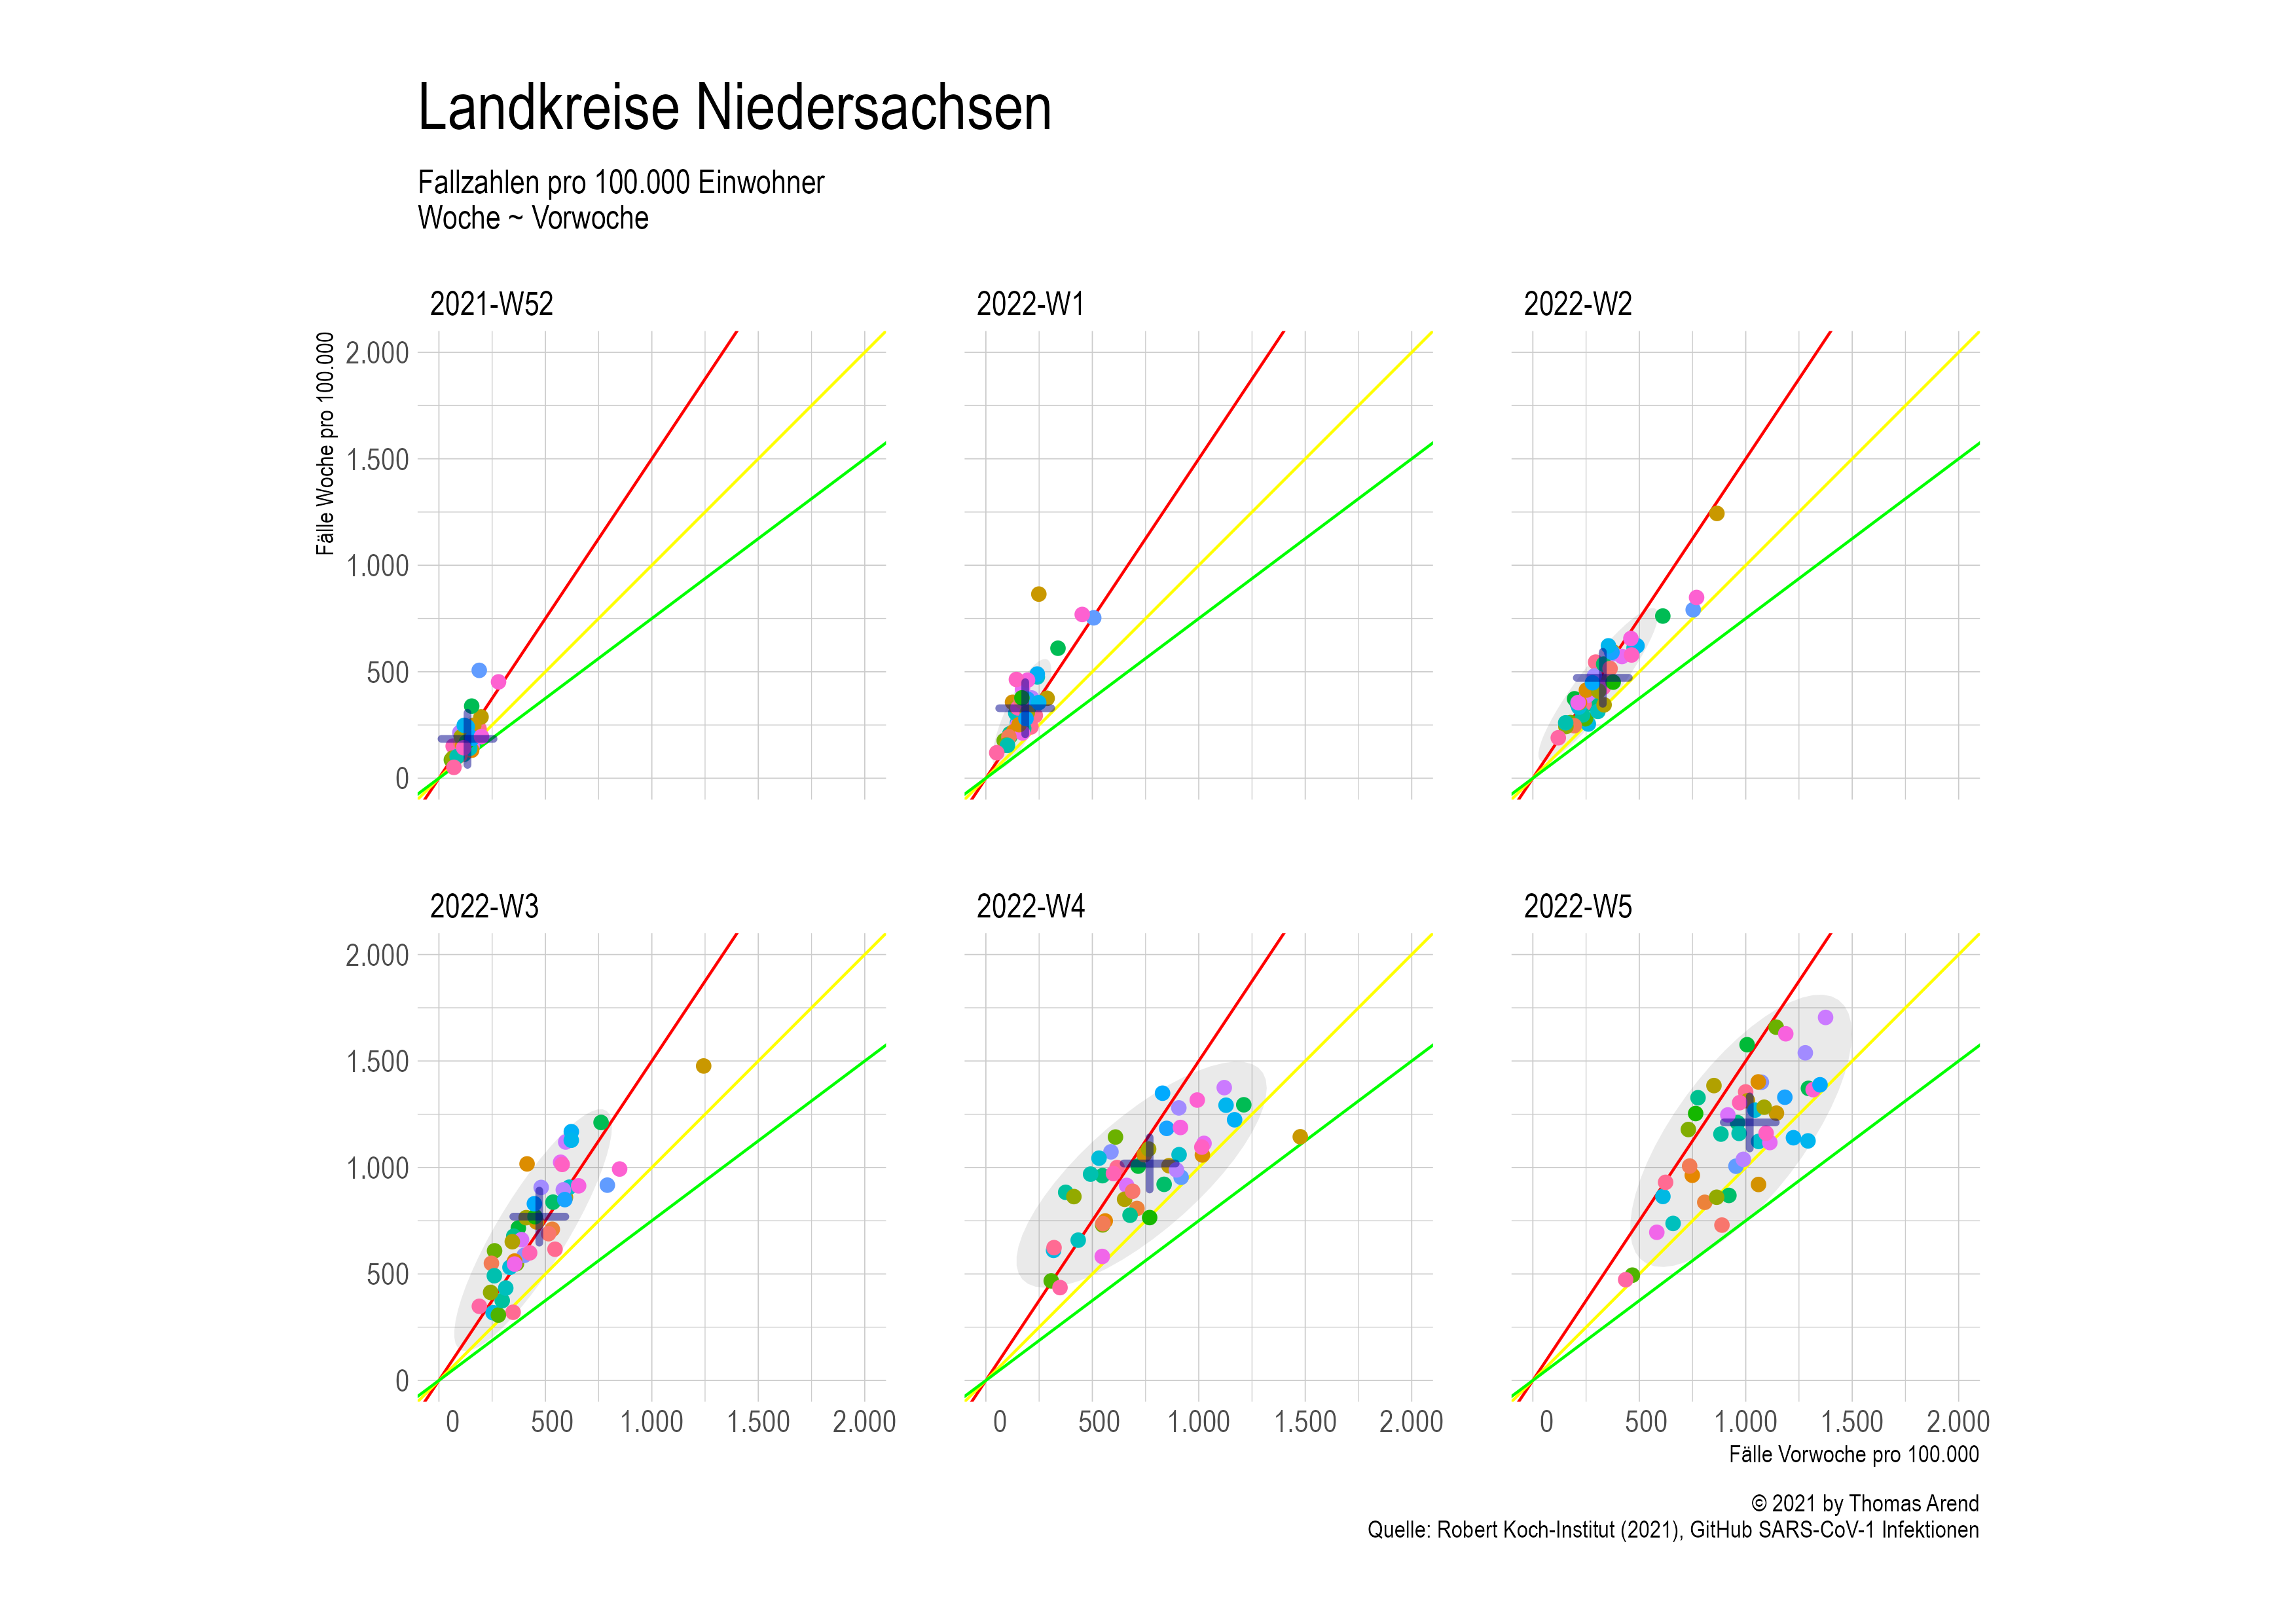 Landkreise Niedersachsen
Fallzahlen pro 100.000 Einwohner
Woche ~ Vorwoche
2021-W52
2022-W1
2022-W2
Fälle Woche pro 100.000
2.000
1.500
1.000
500
0
2022-W3
2022-W4
2022-W5
2.000
1.500
1.000
500
0
0 500 1.000 1.500 2.000
0 500 1.000 1.500 2.000
0 500 1.000 1.500 2.000
Fälle Vorwoche pro 100.000
© 2021 by Thomas Arend
Quelle: Robert Koch-Institut (2021), GitHub SARS-CoV-1 Infektionen